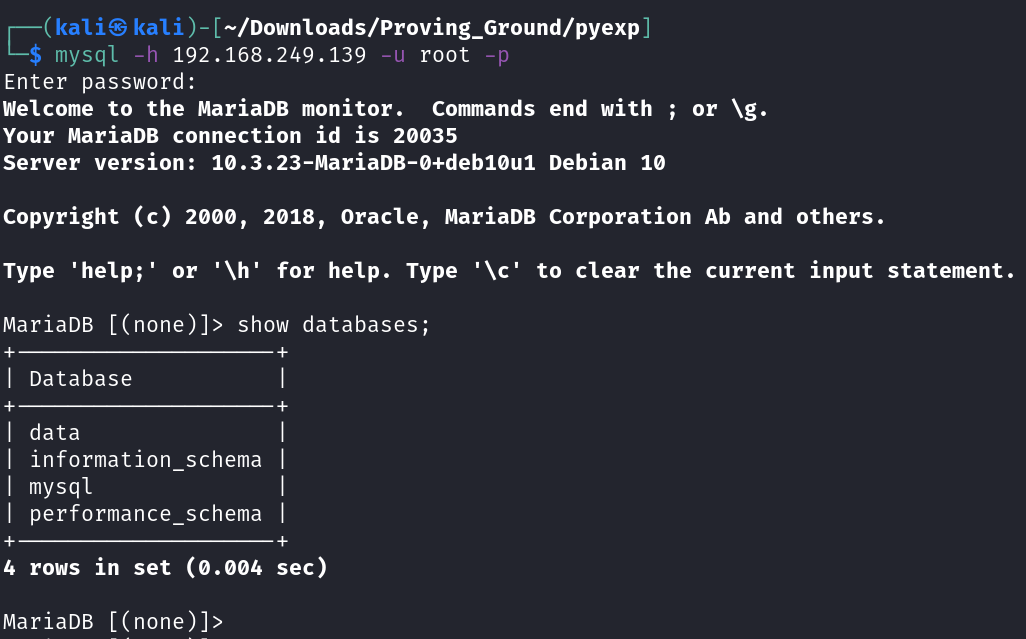 ┌──(kali㉿kali)-[~/Downloads/Proving_Ground/pyexp]
└─$ mysql -h 192.168.249.139 -u root -p
Enter password:
Welcome to the MariaDB monitor.  Commands end with ; or \g.
Your MariaDB connection id is 20035
Server version: 10.3.23-MariaDB-0+deb10u1 Debian 10

Copyright (c) 2000, 2018, Oracle, MariaDB Corporation Ab and others.

Type 'help;' or '\h' for help. Type '\c' to clear the current input statement.

MariaDB [(none)]> show databases;
+--------------------+
| Database           |
+--------------------+
| data               |
| information_schema |
| mysql              |
| performance_schema |
+--------------------+
4 rows in set (0.004 sec)

MariaDB [(none)]>